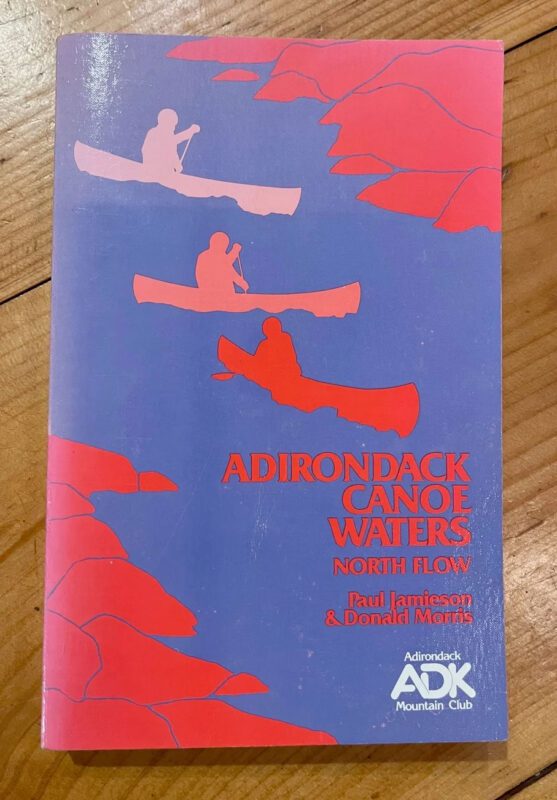 ADIRONDACK
CANOE
WATERS
NORTH FLOW
Paul Jamieson
& Donald Morris
Adirondack
ADK
Mountain Club